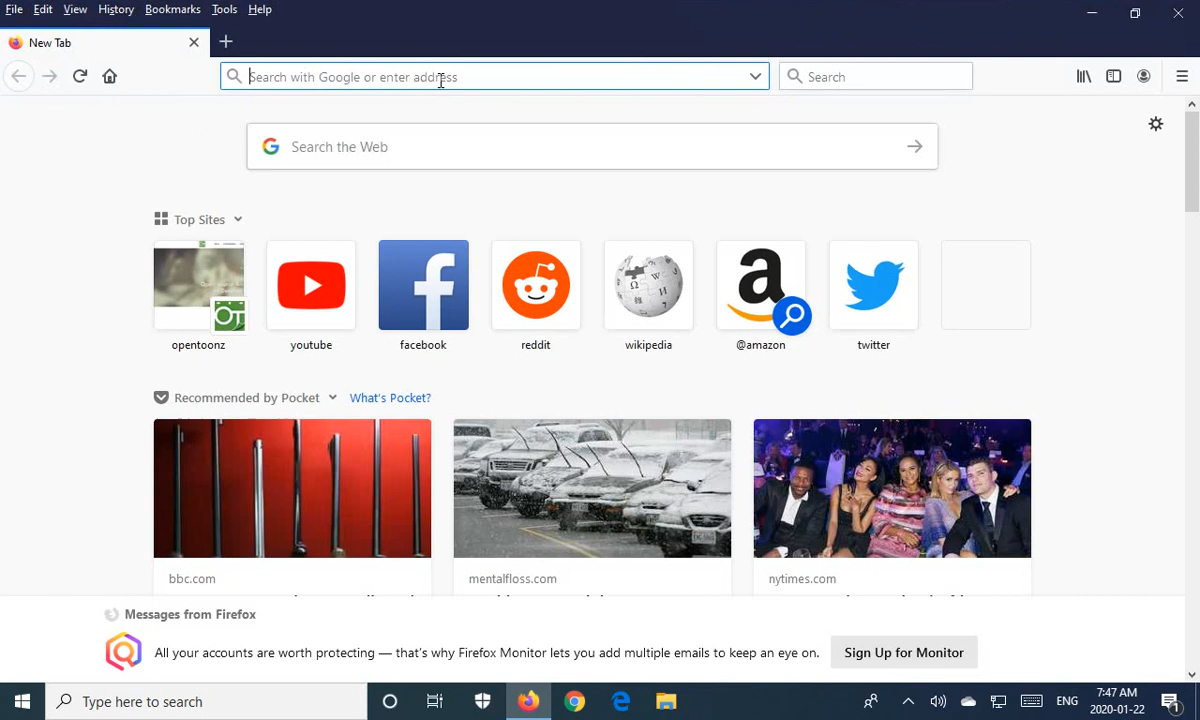 File Edit View History Bookmarks Tools Help
New Tab
Search with Google or enter address
Search
Search the Web
Top Sites
OT
opentoonz
youtube
facebook
reddit
wikipedia
@amazon
twitter
Recommended by Pocket What's Pocket?
bbc.com
mentalfloss.com
nytimes.com
Messages from Firefox
All your accounts are worth protecting — that's why Firefox Monitor lets you add multiple emails to keep an eye on.
Sign Up for Monitor
Type here to search
ENG
7:47 AM
2020-01-22
1